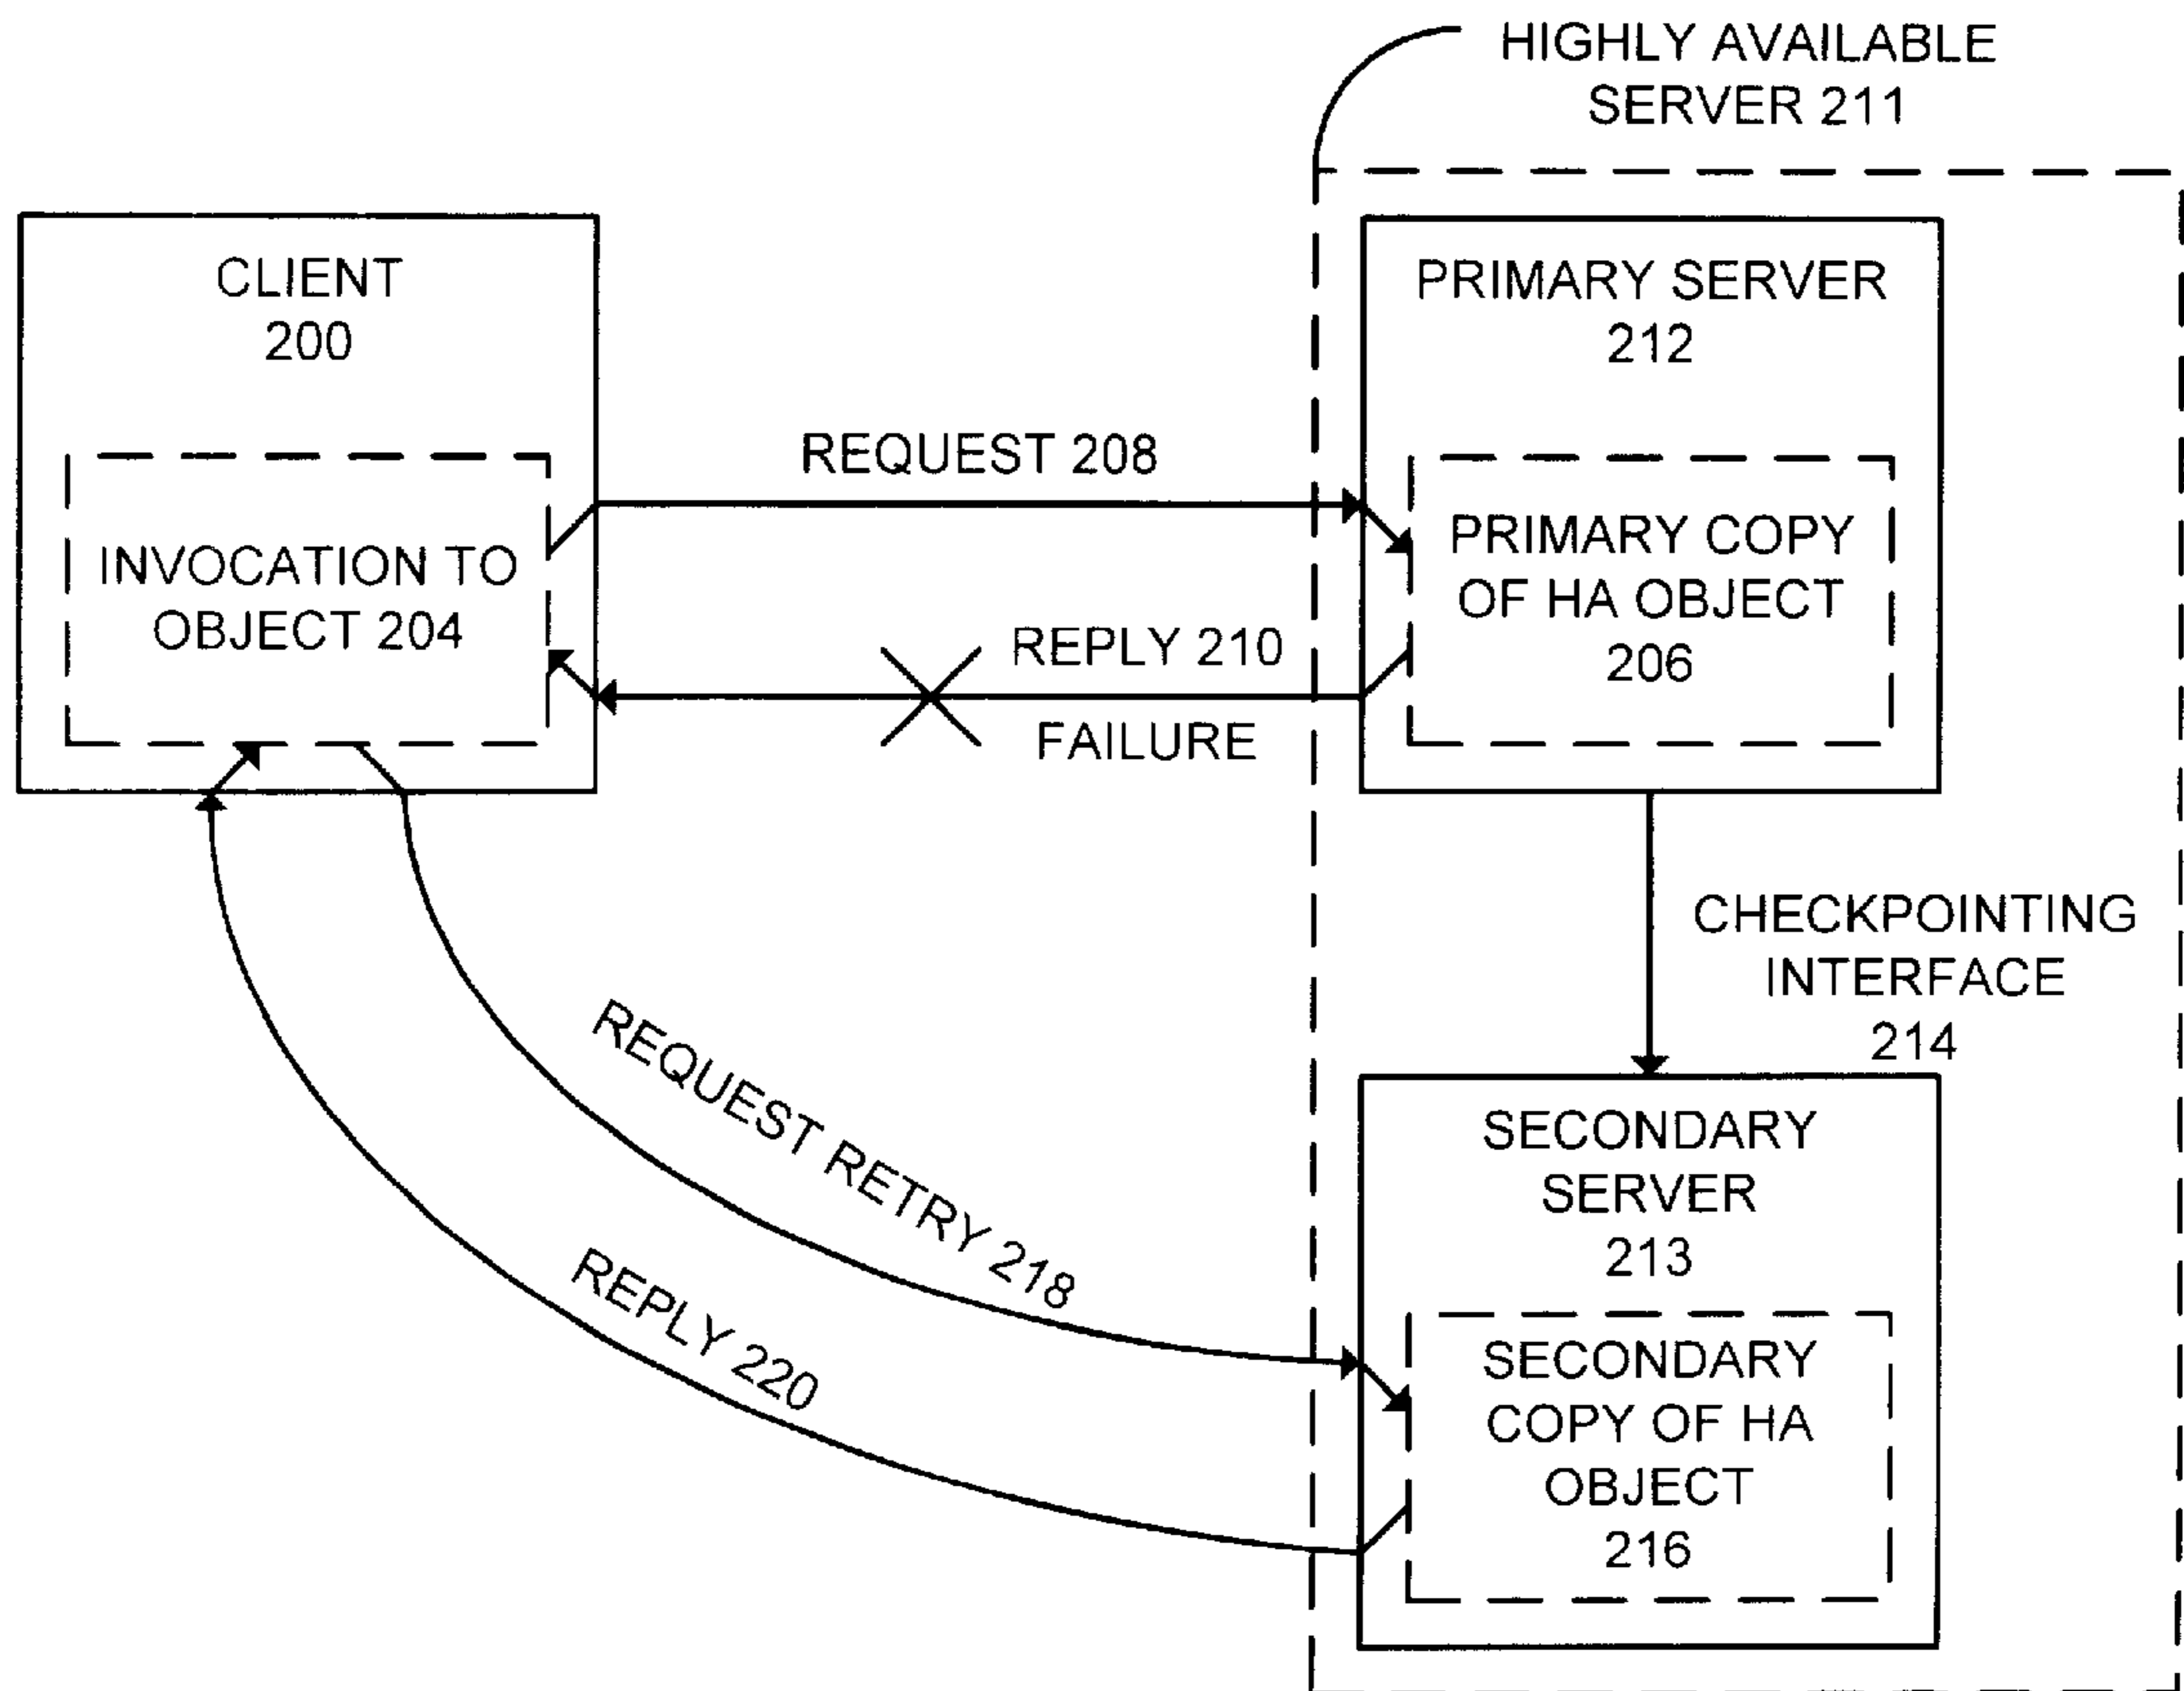 HIGHLY AVAILABLE
SERVER 211
CLIENT
200
INVOCATION TO
OBJECT 204
REQUEST 208
REPLY 210
FAILURE
PRIMARY SERVER
212
PRIMARY COPY
OF HA OBJECT
206
CHECKPOINTING
INTERFACE
214
REQUEST RETRY 218
REPLY 220
SECONDARY
SERVER
213
SECONDARY
COPY OF HA
OBJECT
216